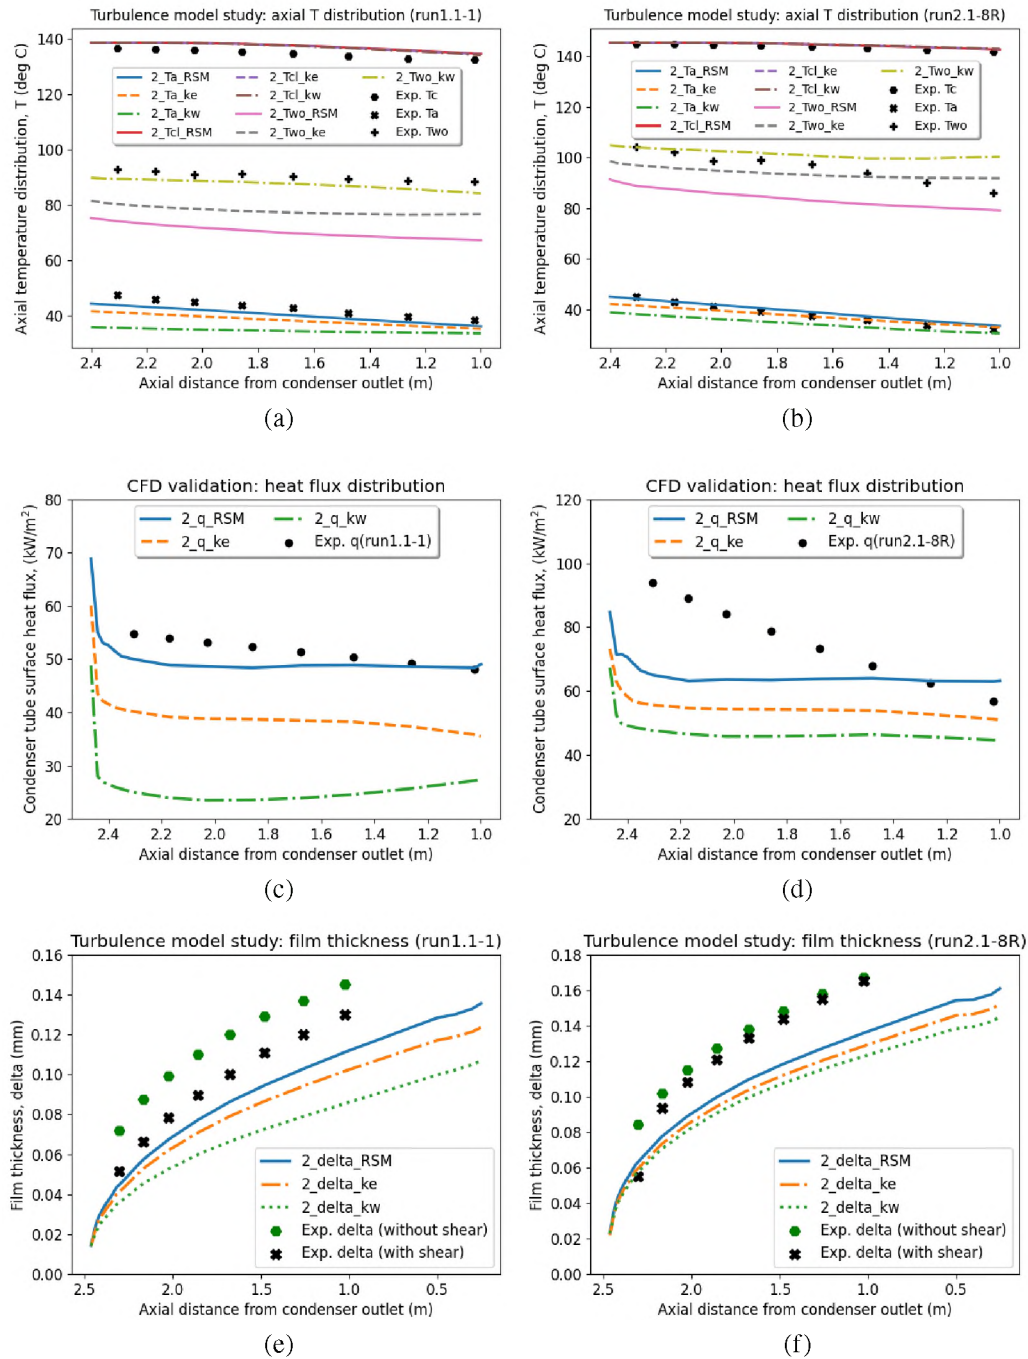 Turbulence model study: axial T distribution (run1.1-1)
Axial temperature distribution, T (deg C)
140
120
100
80
60
40
2_Ta_RSM
2_Ta_ke
2_Ta_kw
2_Tcl_RSM
2_Tcl_ke
2_Tcl_kw
2_Two_RSM
2_Two_ke
2_Two_kw
Exp. Tc
Exp. Ta
Exp. Two
2.4 2.2 2.0 1.8 1.6 1.4 1.2 1.0
Axial distance from condenser outlet (m)
(a)
Turbulence model study: axial T distribution (run2.1-8R)
Axial temperature distribution, T (deg C)
140
120
100
80
60
40
2_Ta_RSM
2_Ta_ke
2_Ta_kw
2_Tcl_RSM
2_Tcl_ke
2_Tcl_kw
2_Two_RSM
2_Two_ke
2_Two_kw
Exp. Tc
Exp. Ta
Exp. Two
2.4 2.2 2.0 1.8 1.6 1.4 1.2 1.0
Axial distance from condenser outlet (m)
(b)
CFD validation: heat flux distribution
Condenser tube surface heat flux, (kW/m²)
80
70
60
50
40
30
20
2_q_RSM
2_q_ke
2_q_kw
Exp. q(run1.1-1)
2.4 2.2 2.0 1.8 1.6 1.4 1.2 1.0
Axial distance from condenser outlet (m)
(c)
CFD validation: heat flux distribution
Condenser tube surface heat flux, (kW/m²)
120
100
80
60
40
20
2_q_RSM
2_q_ke
2_q_kw
Exp. q(run2.1-8R)
2.4 2.2 2.0 1.8 1.6 1.4 1.2 1.0
Axial distance from condenser outlet (m)
(d)
Turbulence model study: film thickness (run1.1-1)
Film thickness, delta (mm)
0.16
0.14
0.12
0.10
0.08
0.06
0.04
0.02
0.00
2_delta_RSM
2_delta_ke
2_delta_kw
Exp. delta (without shear)
Exp. delta (with shear)
2.5 2.0 1.5 1.0 0.5
Axial distance from condenser outlet (m)
(e)
Turbulence model study: film thickness (run2.1-8R)
Film thickness, delta (mm)
0.18
0.16
0.14
0.12
0.10
0.08
0.06
0.04
0.02
0.00
2_delta_RSM
2_delta_ke
2_delta_kw
Exp. delta (without shear)
Exp. delta (with shear)
2.5 2.0 1.5 1.0 0.5
Axial distance from condenser outlet (m)
(f)